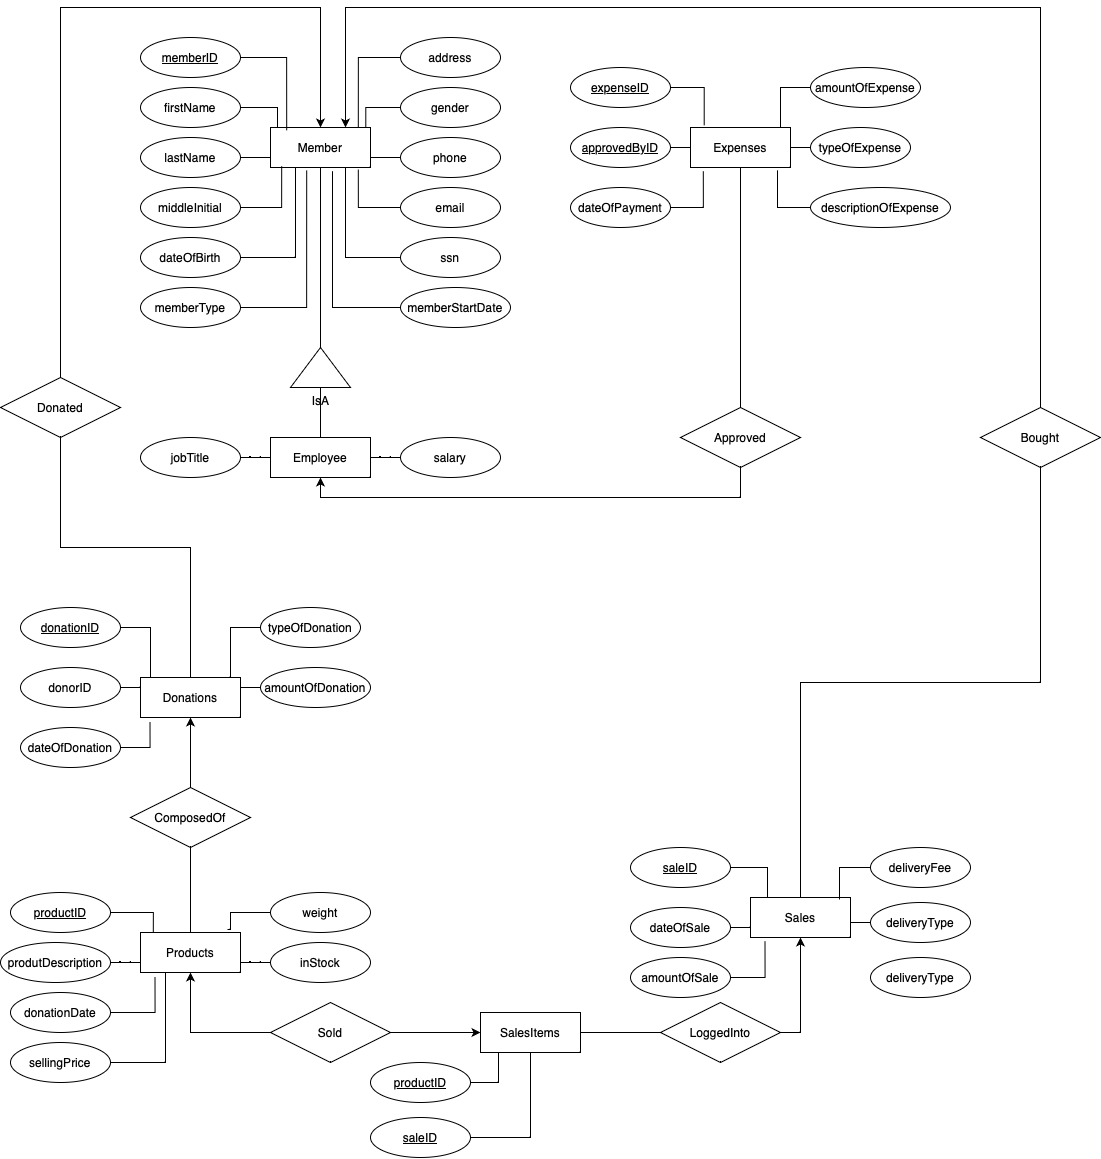 memberID
address
firstName
gender
Member
lastName
phone
middleInitial
email
dateOfBirth
ssn
memberType
memberStartDate
expenseID
amountOfExpense
approvedByID
Expenses
typeOfExpense
dateOfPayment
descriptionOfExpense
IsA
Donated
Approved
Bought
jobTitle
Employee
salary
donationID
typeOfDonation
donorID
Donations
amountOfDonation
dateOfDonation
ComposedOf
productID
weight
produtDescription
Products
inStock
donationDate
sellingPrice
Sold
SalesItems
LoggedInto
productID
saleID
saleID
deliveryFee
dateOfSale
Sales
deliveryType
amountOfSale
deliveryType